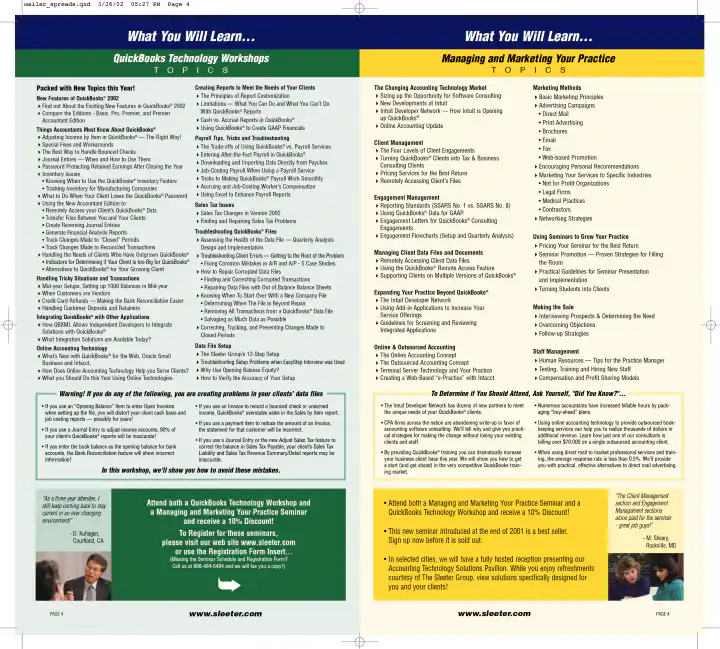 mailer_spreads.qxd 3/26/02 05:27 PM Page 4
What You Will Learn…
QuickBooks Technology Workshops
T O P I C S
Packed with New Topics this Year!
New Features of QuickBooks® 2002
Find out About the Exciting New Features in QuickBooks® 2002
Compare the Editions - Basic, Pro, Premier, and Premier
Accountant Edition
Things Accountants Must Know About QuickBooks®
Adjusting Income by Item in QuickBooks® — The Right Way!
Special Fixes and Workarounds
The Best Way to Handle Bounced Checks
Journal Entries — When and How to Use Them
Password Protecting Retained Earnings After Closing the Year
Inventory Issues
• Knowing When to Use the QuickBooks® Inventory Feature
• Tracking Inventory for Manufacturing Companies
What to Do When Your Client Loses the QuickBooks® Password
Using the New Accountant Edition to:
• Remotely Access your Client's QuickBooks® Data
• Transfer Files Between You and Your Clients
• Create Reversing Journal Entries
• Generate Financial Analysis Reports
• Track Changes Made to "Closed" Periods
• Track Changes Made to Reconciled Transactions
Handling the Needs of Clients Who Have Outgrown QuickBooks®
• Indicators for Determining if Your Client is too Big for QuickBooks®
• Alternatives to QuickBooks® for Your Growing Client
Handling Tricky Situations and Transactions
Mid-year Setups, Setting up 1099 Balances in Mid-year
When Customers are Vendors
Credit Card Refunds — Making the Bank Reconciliation Easier
Handling Customer Deposits and Retainers
Integrating QuickBooks® with Other Applications
How QBXML Allows Independent Developers to Integrate
Solutions with QuickBooks®
What Integration Solutions are Available Today?
Online Accounting Technology
What's New with QuickBooks® for the Web, Oracle Small
Business and Intacct.
How Does Online Accounting Technology Help you Serve Clients?
What you Should Do this Year Using Online Technologies
Creating Reports to Meet the Needs of Your Clients
The Principles of Report Customization
Limitations — What You Can Do and What You Can't Do
With QuickBooks® Reports
Cash vs. Accrual Reports in QuickBooks®
Using QuickBooks® to Create GAAP Financials
Payroll Tips, Tricks and Troubleshooting
The Trade-offs of Using QuickBooks® vs. Payroll Services
Entering After-the-Fact Payroll in QuickBooks®
Downloading and Importing Data Directly from Paychex
Job-Costing Payroll When Using a Payroll Service
Tricks to Making QuickBooks® Payroll Work Smoothly
Accruing and Job-Costing Worker's Compensation
Using Excel to Enhance Payroll Reports
Sales Tax Issues
Sales Tax Changes in Version 2002
Finding and Repairing Sales Tax Problems
Troubleshooting QuickBooks® Files
Assessing the Health of the Data File — Quarterly Analysis
Design and Implementation
Troubleshooting Client Errors — Getting to the Root of the Problem
• Fixing Common Mistakes in A/R and A/P - 5 Case Studies
How to Repair Corrupted Data Files
• Finding and Correcting Corrupted Transactions
• Repairing Data Files with Out of Balance Balance Sheets
Knowing When To Start Over With a New Company File
• Determining When The File is Beyond Repair
• Removing All Transactions from a QuickBooks® Data File
• Salvaging as Much Data as Possible
Correcting, Tracking, and Preventing Changes Made to
Closed Periods
Data File Setup
The Sleeter Group's 12-Step Setup
Troubleshooting Setup Problems when EasyStep Interview was Used
Why Use Opening Balance Equity?
How to Verify the Accuracy of Your Setup
Warning! If you do any of the following, you are creating problems in your clients' data files
• If you use an "Opening Balance" Item to enter Open Invoices
when setting up the file, you will distort your client cash basis and
job costing reports — possibly for years!
• If you use a Journal Entry to adjust income accounts, 90% of
your client's QuickBooks® reports will be inaccurate!
• If you enter the book balance as the opening balance for bank
accounts, the Bank Reconciliation feature will show incorrect
information!
• If you use an Invoice to record a bounced check or unearned
income, QuickBooks® overstates sales in the Sales by Item report.
• If you use a payment item to reduce the amount of an Invoice,
the statement for that customer will be incorrect.
• If you use a Journal Entry or the new Adjust Sales Tax feature to
correct the balance in Sales Tax Payable, your client's Sales Tax
Liability and Sales Tax Revenue Summary/Detail reports may be
inaccurate.
In this workshop, we'll show you how to avoid these mistakes.
"As a three year attendee, I
still keep coming back to stay
current in an ever changing
environment!"
Attend both a QuickBooks Technology Workshop and
a Managing and Marketing Your Practice Seminar
and receive a 10% Discount!
To Register for these seminars,
please visit our web site www.sleeter.com
or use the Registration Form Insert…
(Missing the Seminar Schedule and Registration Form?
Call us at 888-484-5484 and we will fax you a copy!)
PAGE 4
www.sleeter.com
What You Will Learn…
Managing and Marketing Your Practice
T O P I C S
The Changing Accounting Technology Market
Sizing up the Opportunity for Software Consulting
New Developments at Intuit
Intuit Developer Network — How Intuit is Opening
up QuickBooks®
Online Accounting Update
Client Management
The Four Levels of Client Engagements
Turning QuickBooks® Clients into Tax & Business
Consulting Clients
Pricing Services for the Best Return
Remotely Accessing Client's Files
Engagement Management
Reporting Standards (SSARS No. 1 vs. SSARS No. 8)
Using QuickBooks® Data for GAAP
Engagement Letters for QuickBooks® Consulting
Engagements
Engagement Flowcharts (Setup and Quarterly Analysis)
Managing Client Data Files and Documents
Remotely Accessing Client Data Files
Using the QuickBooks® Remote Access Feature
Supporting Clients on Multiple Versions of QuickBooks®
Expanding Your Practice Beyond QuickBooks®
The Intuit Developer Network
Using Add-in Applications to Increase Your
Service Offerings
Guidelines for Screening and Reviewing
Integrated Applications
Online & Outsourced Accounting
The Online Accounting Concept
The Outsourced Accounting Concept
Terminal Server Technology and Your Practice
Creating a Web-Based "e-Practice" with Intacct
Marketing Methods
Basic Marketing Principles
Advertising Campaigns
• Direct Mail
• Print Advertising
• Brochures
• Email
• Fax
• Web-based Promotion
Encouraging Personal Recommendations
Marketing Your Services to Specific Industries
• Not for Profit Organizations
• Legal Firms
• Medical Practices
• Contractors
Networking Strategies
Using Seminars to Grow Your Practice
Pricing Your Seminar for the Best Return
Seminar Promotion — Proven Strategies for Filling
the Room
Practical Guidelines for Seminar Presentation
and Implementation
Turning Students into Clients
Making the Sale
Interviewing Prospects & Determining the Need
Overcoming Objections
Follow-up Strategies
Staff Management
Human Resources — Tips for the Practice Manager
Testing, Training and Hiring New Staff
Compensation and Profit Sharing Models
To Determine if You Should Attend, Ask Yourself, "Did You Know?"…
• The Intuit Developer Network has dozens of new partners to meet
the unique needs of your QuickBooks® clients.
• CPA firms across the nation are abandoning write-up in favor of
accounting software consulting. We'll tell why and give you practical
strategies for making the change without losing your existing
clients and staff.
• By providing QuickBooks® training you can dramatically increase
your business client base this year. We will show you how to get
a start (and get ahead) in the very competitive QuickBooks training
market.
• Numerous accountants have increased billable hours by packaging
"buy-ahead" plans.
• Using online accounting technology to provide outsourced bookkeeping
services can help you to realize thousands of dollars in
additional revenue. Learn how just one of our consultants is
billing over $70,000 on a single outsourced accounting client.
• When using direct mail to market professional services and training,
the average response rate is less than 0.5%. We'll provide
you with practical, effective alternatives to direct mail advertising.
• Attend both a Managing and Marketing Your Practice Seminar and a
QuickBooks Technology Workshop and receive a 10% Discount!
• This new seminar introduced at the end of 2001 is a best seller.
Sign up now before it is sold out.
• In selected cities, we will have a fully hosted reception presenting our
Accounting Technology Solutions Pavilion. While you enjoy refreshments
courtesy of The Sleeter Group, view solutions specifically designed for
you and your clients!
"The Client Management
section and Engagement
Management sections
alone paid for the seminar
- great job guys!"
- M. Sheary,
Rockville, MD
www.sleeter.com
PAGE 4